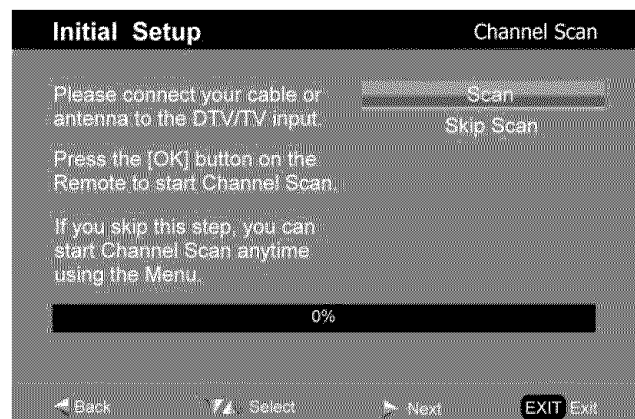 Initial Setup
Channel Scan
Please connect your cable or
antenna to the DTV/TV input.
Press the [OK] button on the
Remote to start Channel Scan.
If you skip this step, you can
start Channel Scan anytime
using the Menu.
Scan
Skip Scan
0%
Back
Select
Next
EXIT Exit